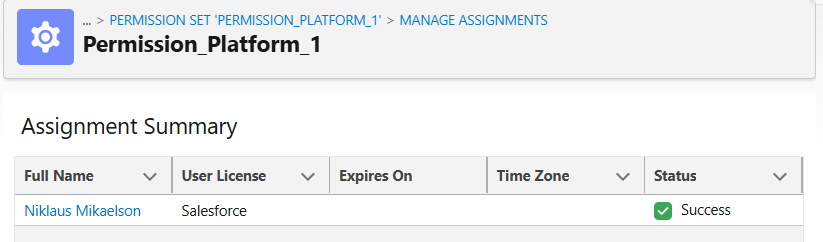 ... > PERMISSION SET 'PERMISSION_PLATFORM_1' > MANAGE ASSIGNMENTS
Permission_Platform_1
Assignment Summary
Full Name User License Expires On Time Zone Status
Niklaus Mikaelson Salesforce Success